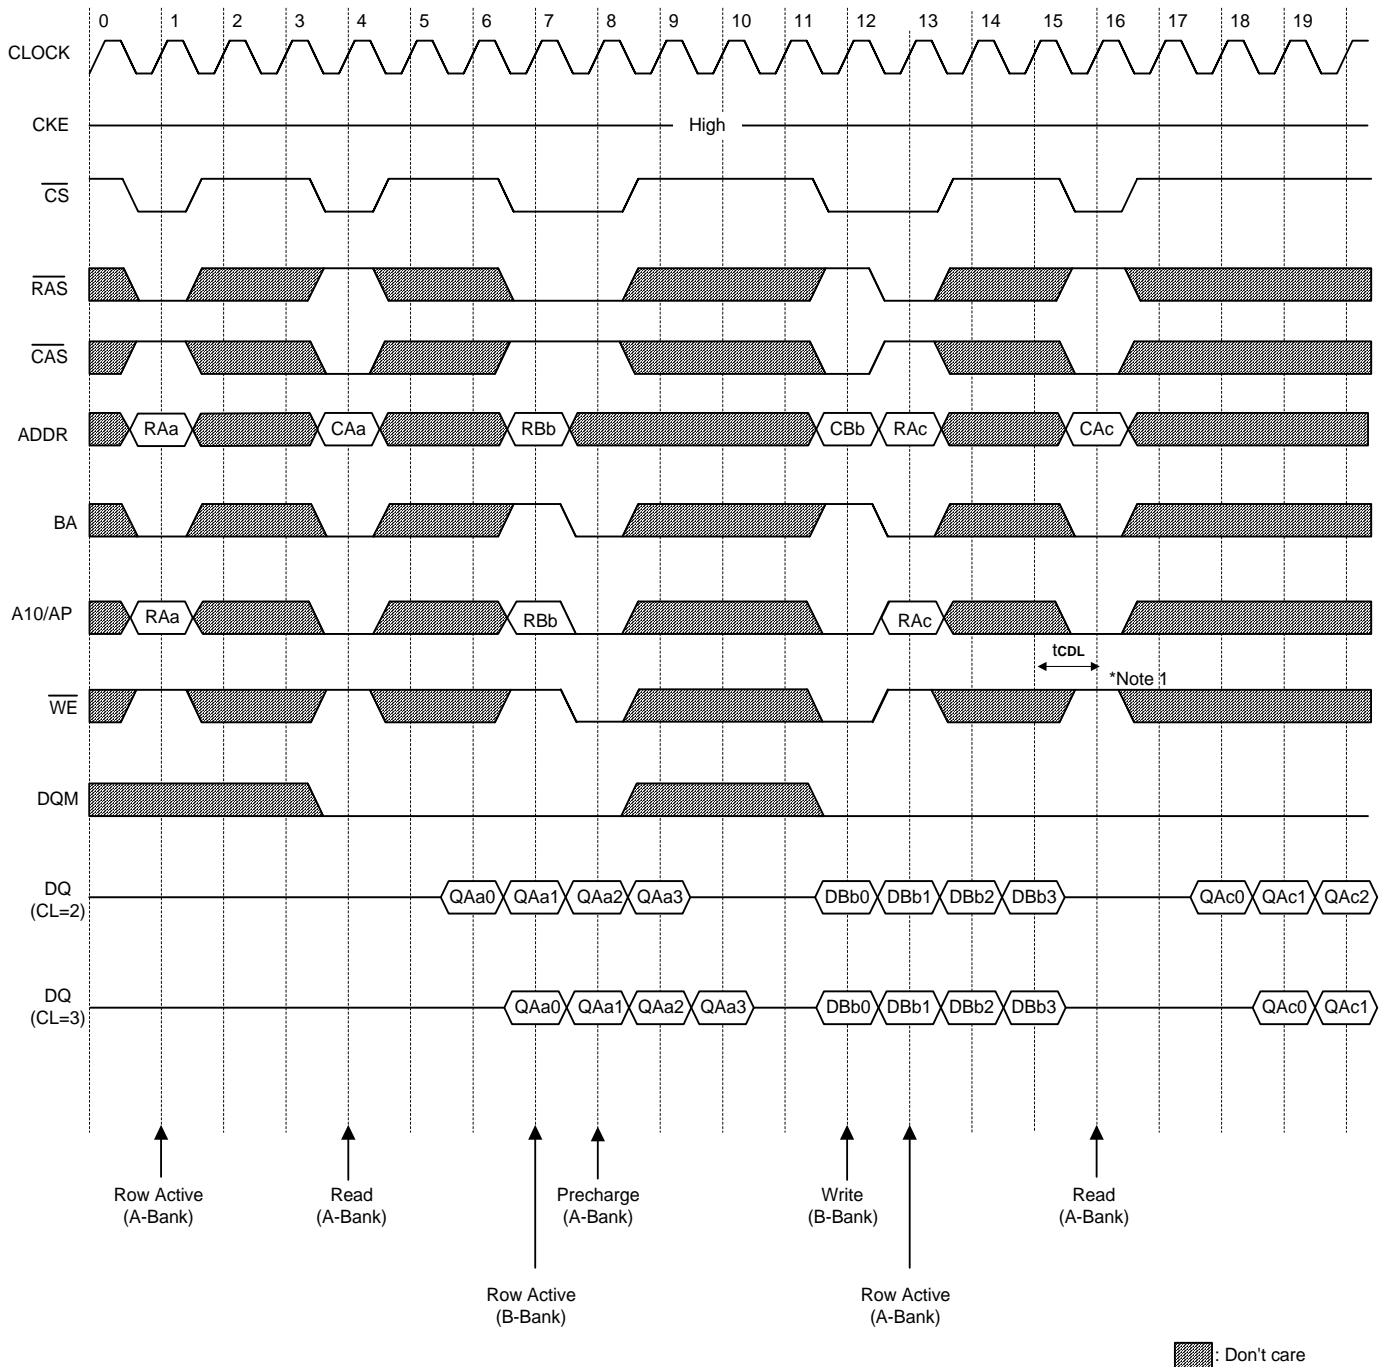 0 1 2 3 4 5 6 7 8 9 10 11 12 13 14 15 16 17 18 19
CLOCK
CKE High
CS
RAS
CAS
ADDR RAa CAa RBb CBb RAc CAc
BA
A10/AP RAa RBb RAc
tCDL
*Note 1
WE
DQM
DQ
(CL=2)
QAa0 QAa1 QAa2 QAa3 DBb0 DBb1 DBb2 DBb3 QAc0 QAc1 QAc2
DQ
(CL=3)
QAa0 QAa1 QAa2 QAa3 DBb0 DBb1 DBb2 DBb3 QAc0 QAc1
Row Active
(A-Bank)
Read
(A-Bank)
Precharge
(A-Bank)
Write
(B-Bank)
Read
(A-Bank)
Row Active
(B-Bank)
Row Active
(A-Bank)
: Don't care